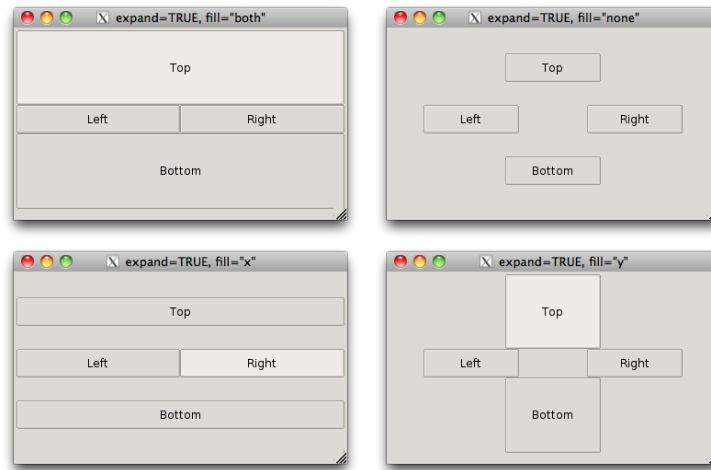 expand=TRUE, fill="both"
Top
Left Right
Bottom
expand=TRUE, fill="none"
Top
Left Right
Bottom
expand=TRUE, fill="x"
Top
Left Right
Bottom
expand=TRUE, fill="y"
Top
Left Right
Bottom